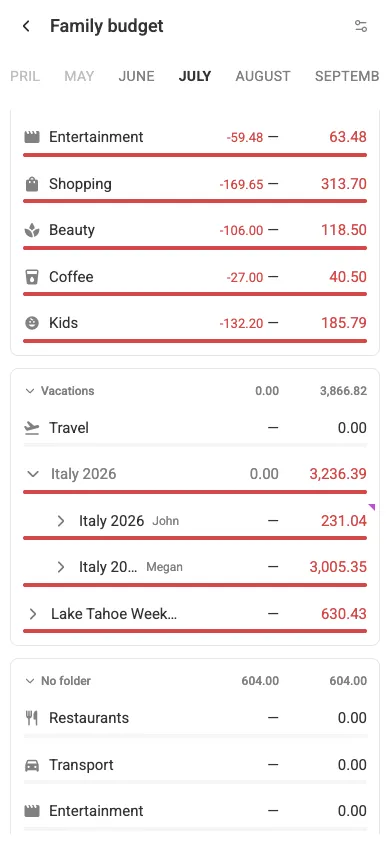 Family budget
PRIL MAY JUNE JULY AUGUST SEPTEMB
Entertainment -59.48 — 63.48
Shopping -169.65 — 313.70
Beauty -106.00 — 118.50
Coffee -27.00 — 40.50
Kids -132.20 — 185.79
Vacations 0.00 3,866.82
Travel — 0.00
Italy 2026 0.00 3,236.39
Italy 2026 John — 231.04
Italy 20... Megan — 3,005.35
Lake Tahoe Week... — 630.43
No folder 604.00 604.00
Restaurants — 0.00
Transport — 0.00
Entertainment — 0.00